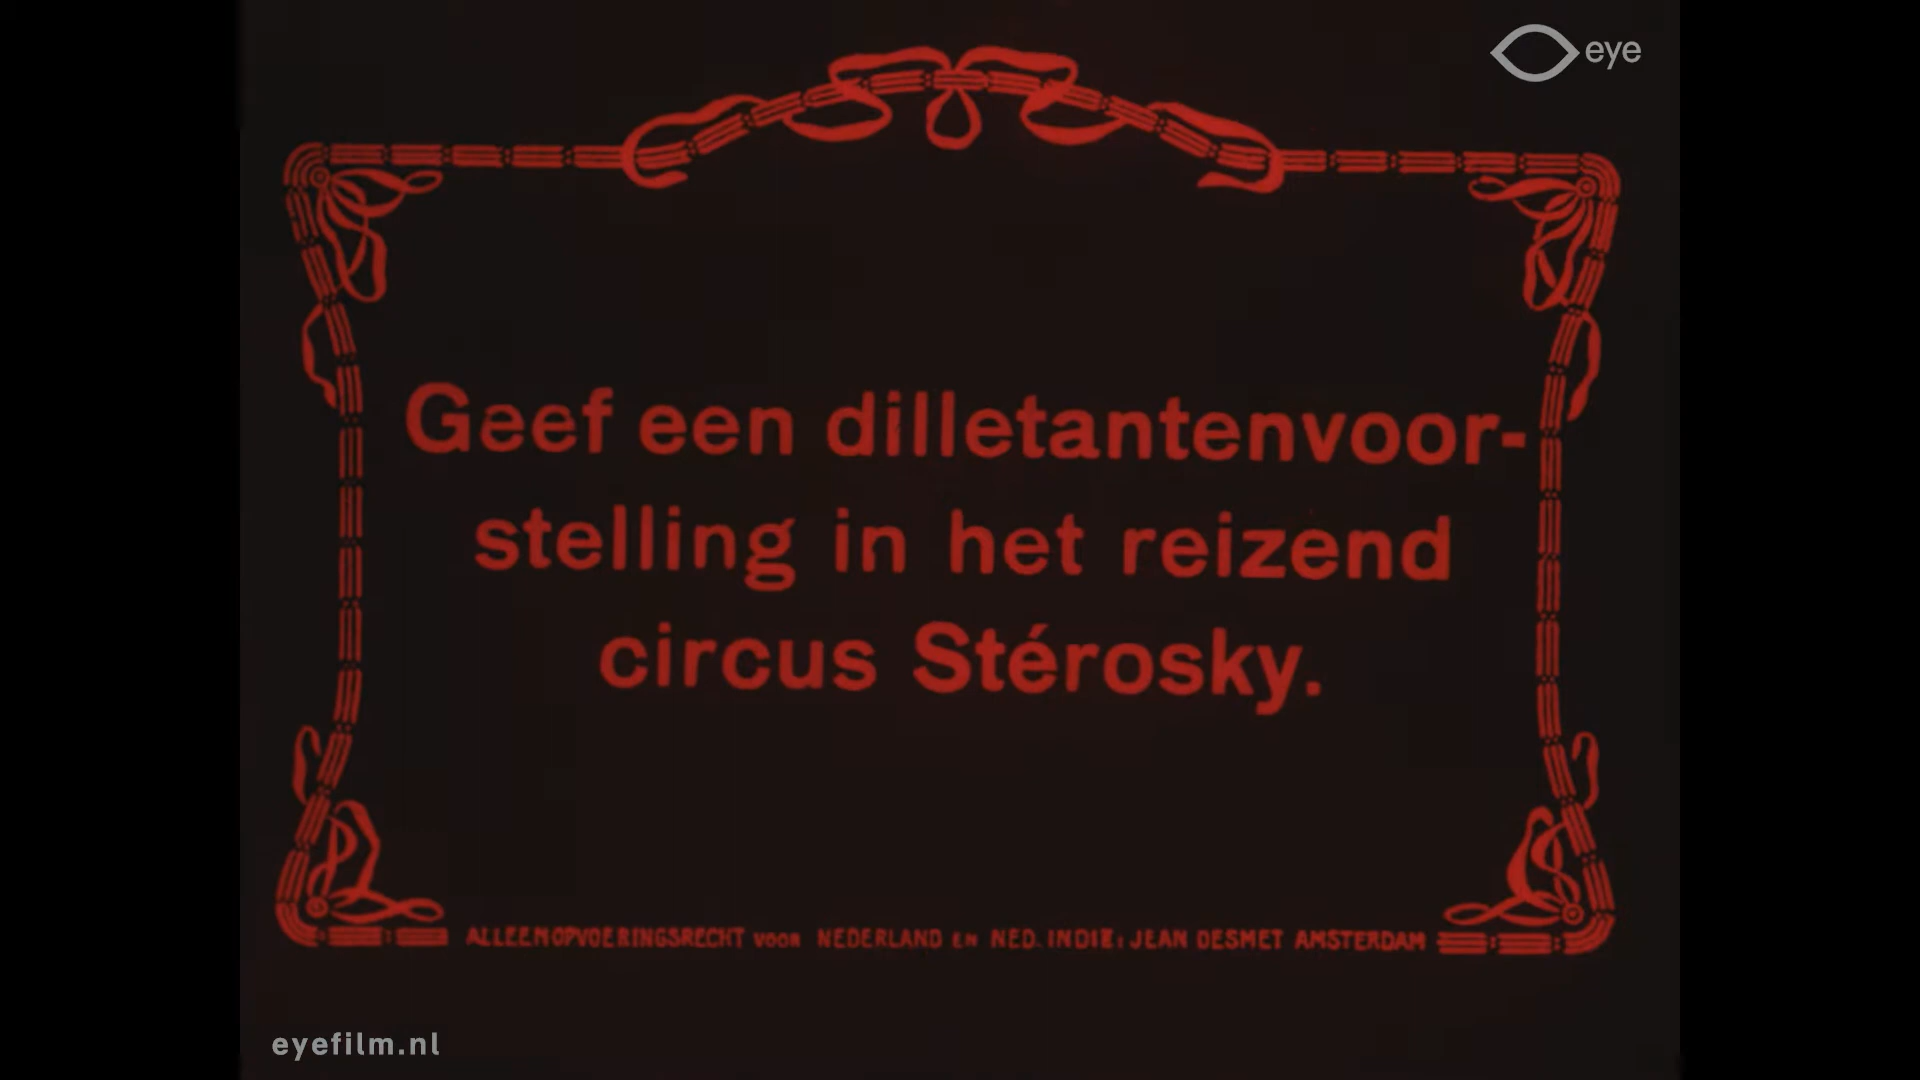 eye
Geef een dilletantenvoor-
stelling in het reizend
circus Stérosky.
ALLEENOPVOERINGSRECHT VOOR NEDERLAND EN NED. INDIE: JEAN DESMET AMSTERDAM
eyefilm.nl